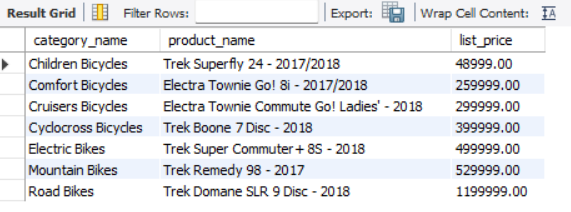 Result Grid Filter Rows: Export: Wrap Cell Content: IA
category_name product_name list_price
Children Bicycles Trek Superfly 24 - 2017/2018 48999.00
Comfort Bicycles Electra Townie Go! 8i - 2017/2018 259999.00
Cruisers Bicycles Electra Townie Commute Go! Ladies' - 2018 299999.00
Cyclocross Bicycles Trek Boone 7 Disc - 2018 399999.00
Electric Bikes Trek Super Commuter+ 8S - 2018 499999.00
Mountain Bikes Trek Remedy 98 - 2017 529999.00
Road Bikes Trek Domane SLR 9 Disc - 2018 1199999.00